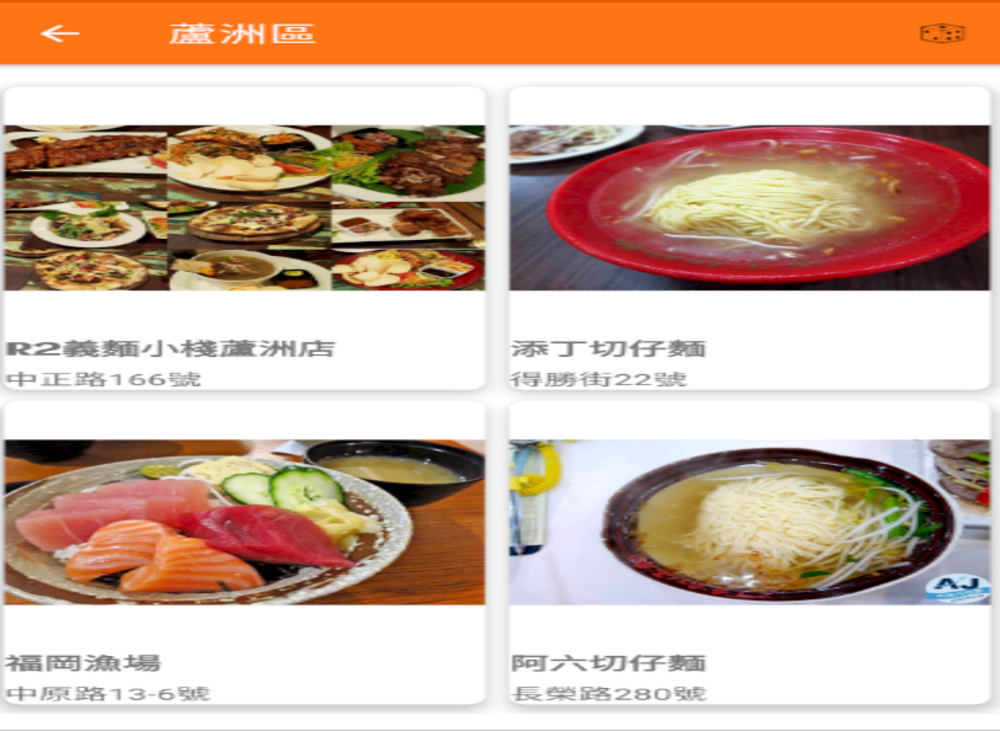 蘆洲區
R2義麵小棧蘆洲店
中正路166號
添丁切仔麵
得勝街22號
福岡漁場
中原路13-6號
阿六切仔麵
長榮路280號
AJ